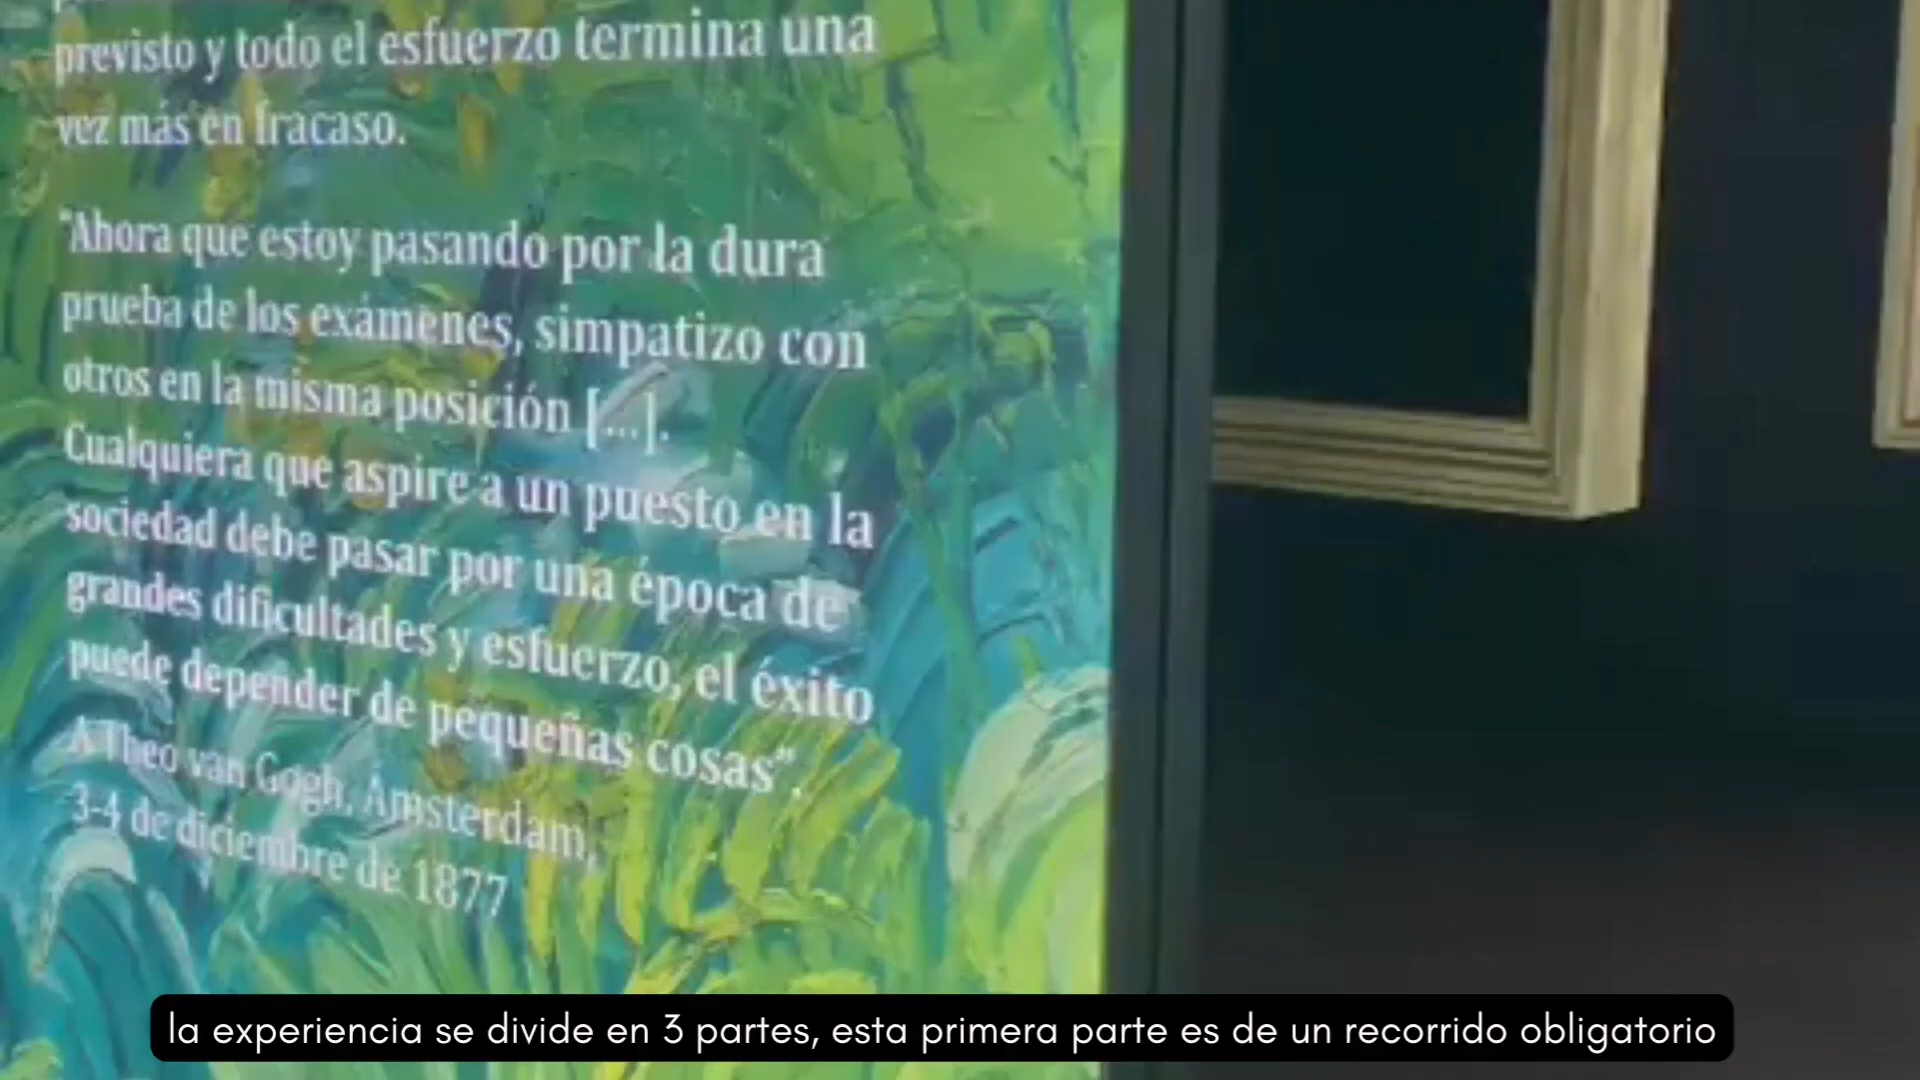 previsto y todo el esfuerzo termina una
vez más en fracaso.
"Ahora que estoy pasando por la dura
prueba de los exámenes, simpatizo con
otros en la misma posición [...].
Cualquiera que aspire a un puesto en la
sociedad debe pasar por una época de
grandes dificultades y esfuerzo, el éxito
puede depender de pequeñas cosas".
A Theo van Gogh, Ámsterdam,
3-4 de diciembre de 1877
la experiencia se divide en 3 partes, esta primera parte es de un recorrido obligatorio